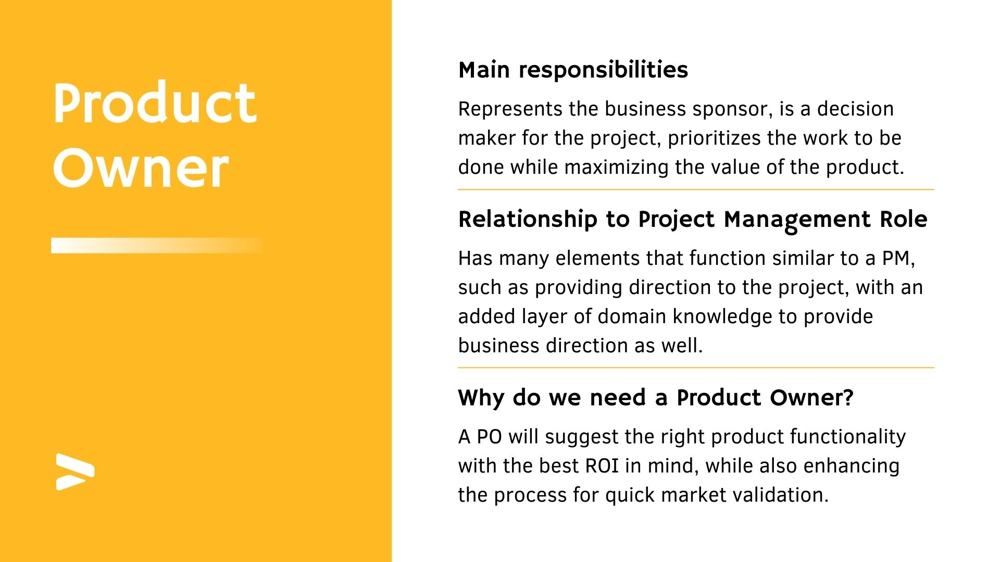 Product
Owner
Main responsibilities
Represents the business sponsor, is a decision
maker for the project, prioritizes the work to be
done while maximizing the value of the product.
Relationship to Project Management Role
Has many elements that function similar to a PM,
such as providing direction to the project, with an
added layer of domain knowledge to provide
business direction as well.
Why do we need a Product Owner?
A PO will suggest the right product functionality
with the best ROI in mind, while also enhancing
the process for quick market validation.